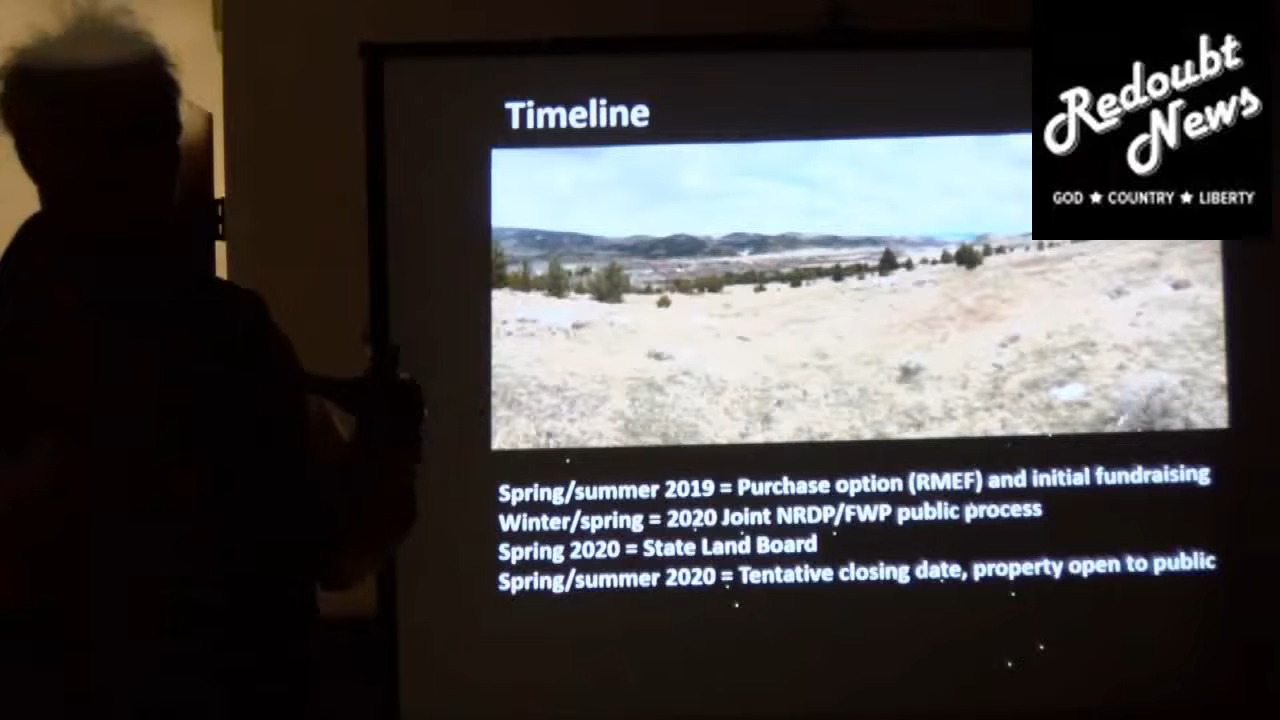 Timeline
Redoubt
News
GOD ★ COUNTRY ★ LIBERTY
Spring/summer 2019 = Purchase option (RMEF) and initial fundraising
Winter/spring = 2020 Joint NRDP/FWP public process
Spring 2020 = State Land Board
Spring/summer 2020 = Tentative closing date, property open to public